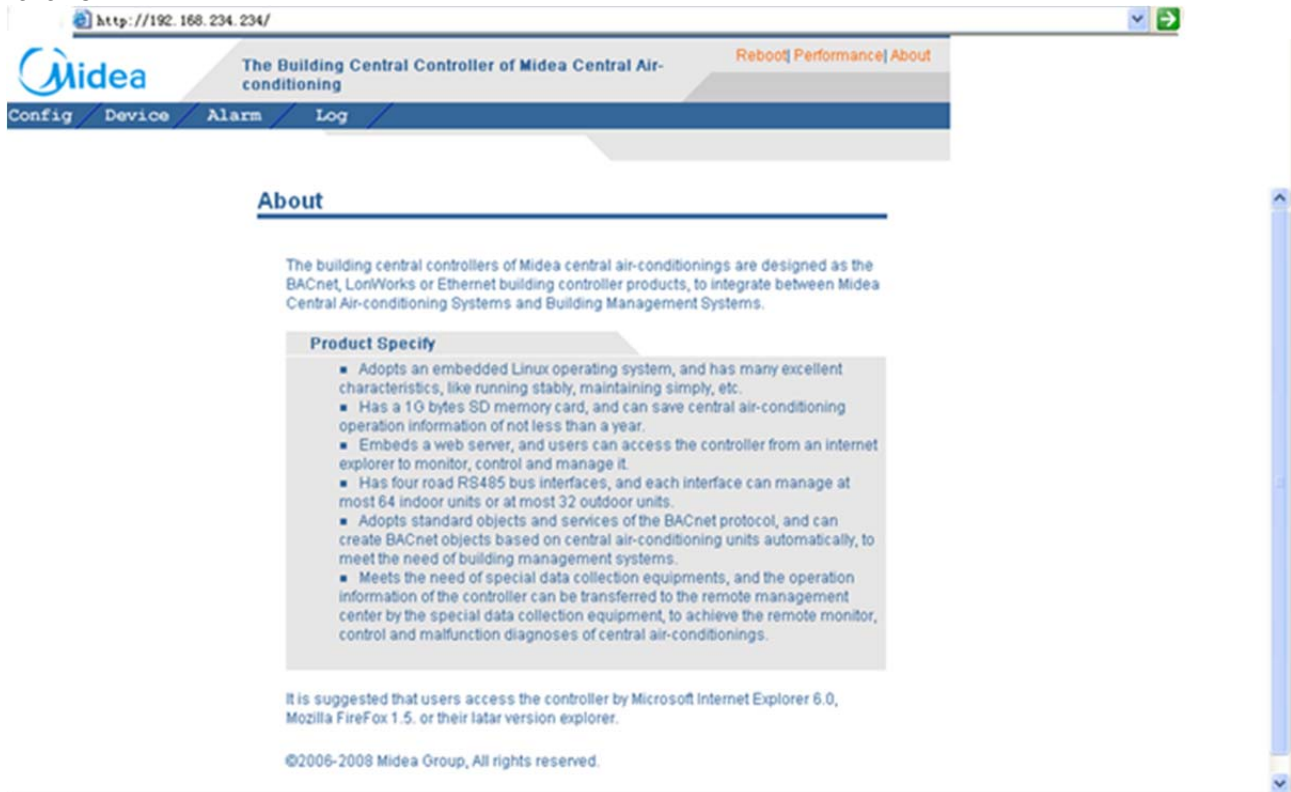 http://192.168.234.234/
Midea
The Building Central Controller of Midea Central Air-
conditioning
Reboot| Performance| About
Config
Device
Alarm
Log
About
The building central controllers of Midea central air-conditionings are designed as the
BACnet, LonWorks or Ethernet building controller products, to integrate between Midea
Central Air-conditioning Systems and Building Management Systems.
Product Specify
▪ Adopts an embedded Linux operating system, and has many excellent
characteristics, like running stably, maintaining simply, etc.
▪ Has a 1G bytes SD memory card, and can save central air-conditioning
operation information of not less than a year.
▪ Embeds a web server, and users can access the controller from an internet
explorer to monitor, control and manage it.
▪ Has four road RS485 bus interfaces, and each interface can manage at
most 64 indoor units or at most 32 outdoor units.
▪ Adopts standard objects and services of the BACnet protocol, and can
create BACnet objects based on central air-conditioning units automatically, to
meet the need of building management systems.
▪ Meets the need of special data collection equipments, and the operation
information of the controller can be transferred to the remote management
center by the special data collection equipment, to achieve the remote monitor,
control and malfunction diagnoses of central air-conditionings.
It is suggested that users access the controller by Microsoft Internet Explorer 6.0,
Mozilla FireFox 1.5. or their latar version explorer.
©2006-2008 Midea Group, All rights reserved.